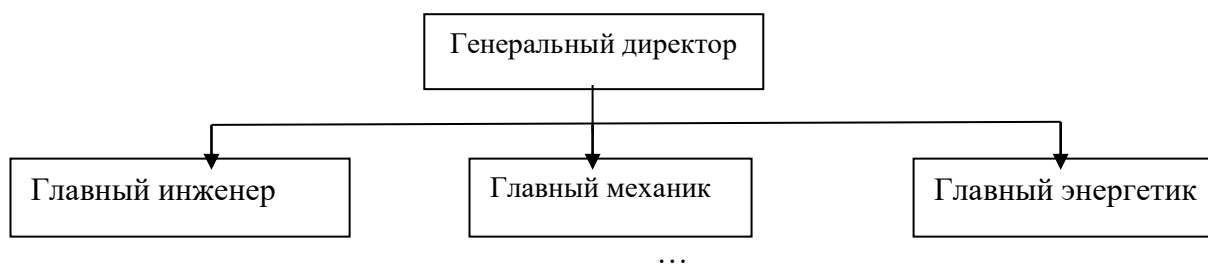 Генеральный директор
Главный инженер
Главный механик
Главный энергетик
…